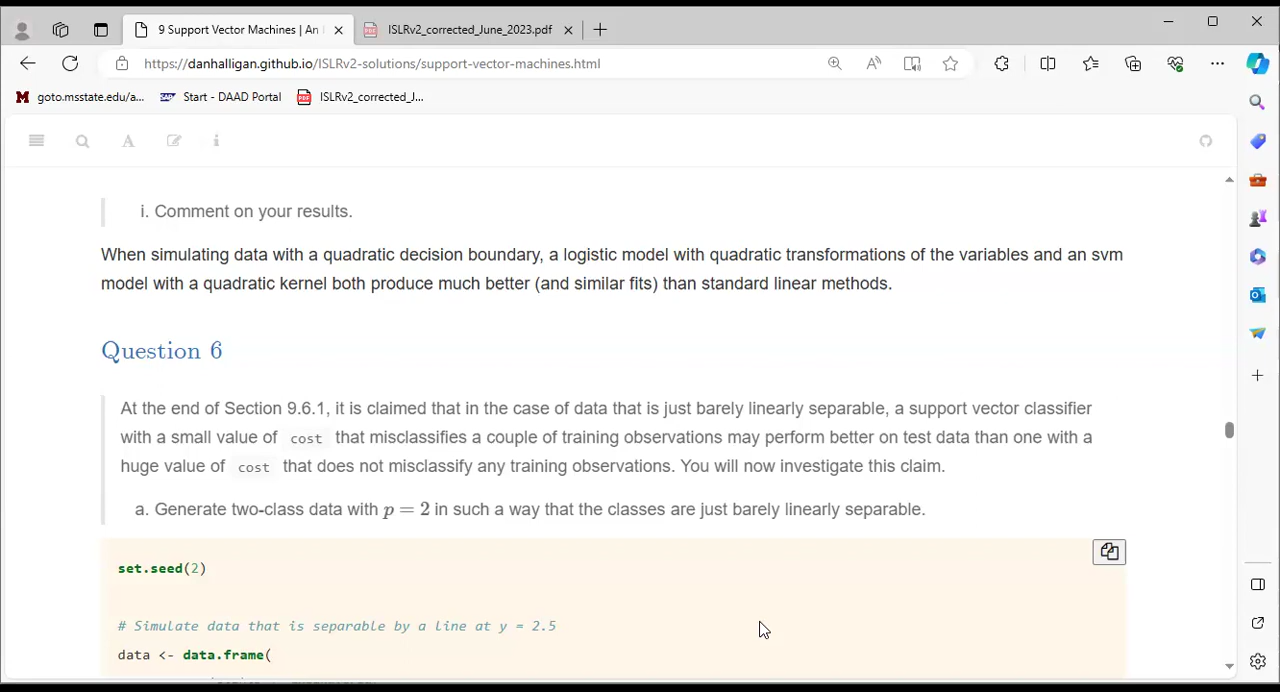 9 Support Vector Machines | An I
ISLRv2_corrected_June_2023.pdf
https://danhalligan.github.io/ISLRv2-solutions/support-vector-machines.html
goto.msstate.edu/a...
Start - DAAD Portal
ISLRv2_corrected_J...
i. Comment on your results.
When simulating data with a quadratic decision boundary, a logistic model with quadratic transformations of the variables and an svm
model with a quadratic kernel both produce much better (and similar fits) than standard linear methods.
Question 6
At the end of Section 9.6.1, it is claimed that in the case of data that is just barely linearly separable, a support vector classifier
with a small value of cost that misclassifies a couple of training observations may perform better on test data than one with a
huge value of cost that does not misclassify any training observations. You will now investigate this claim.
a. Generate two-class data with p = 2 in such a way that the classes are just barely linearly separable.
set.seed(2)
# Simulate data that is separable by a line at y = 2.5
data <- data.frame(